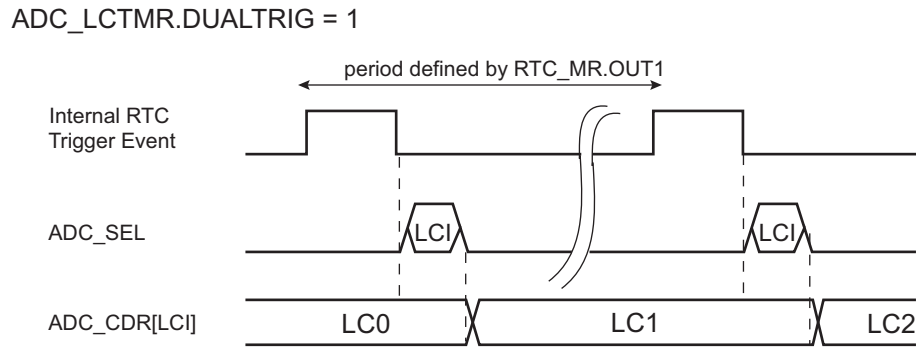 ADC_LCTMR.DUALTRIG = 1
period defined by RTC_MR.OUT1
Internal RTC
Trigger Event
ADC_SEL
LCI
LCI
ADC_CDR[LCI]
LC0
LC1
LC2